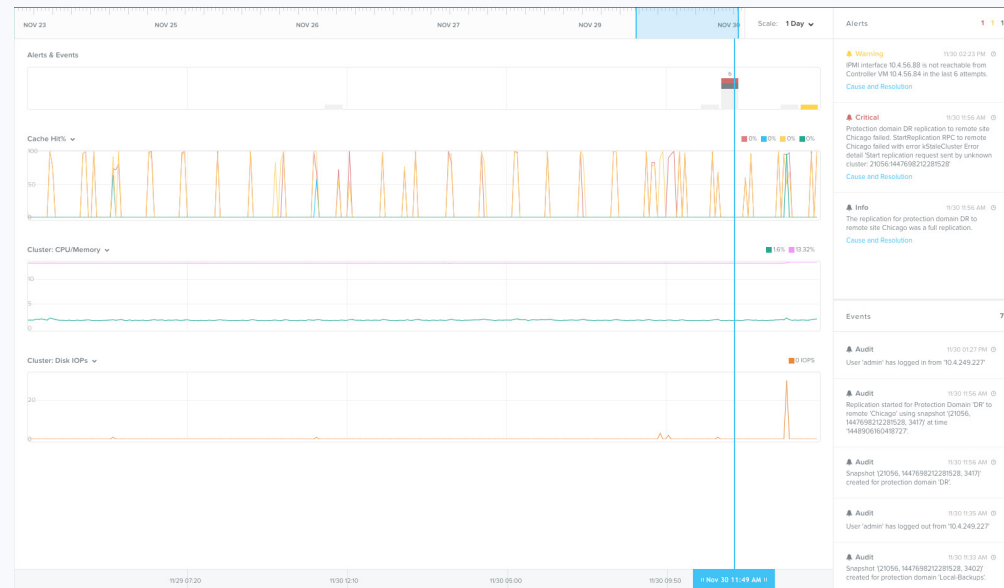 NOV 23 NOV 25 NOV 26 NOV 27 NOV 29 NOV 30 Scale: 1 Day
Alerts & Events
6
Cache Hit%
0% 0% 0% 0%
100
50
0
Cluster: CPU/Memory
1.6% 13.32%
10
5
0
Cluster: Disk IOPs
0 IOPS
20
0
11/29 07:20 11/30 02:10 11/30 05:00 11/30 09:50 Nov 30 11:49 AM
Alerts 1 1 1
Warning 11/30 02:23 PM
IPMI interface 10.4.56.88 is not reachable from
Controller VM 10.4.56.84 in the last 6 attempts.
Cause and Resolution
Critical 11/30 11:56 AM
Protection domain DR replication to remote site
Chicago failed. StartReplication RPC to remote
Chicago failed with error kStaleCluster Error
detail 'Start replication request sent by unknown
cluster: 21056:1447698212281528'
Cause and Resolution
Info 11/30 11:56 AM
The replication for protection domain DR to
remote site Chicago was a full replication.
Cause and Resolution
Events 7
Audit 11/30 01:27 PM
User 'admin' has logged in from '10.4.249.227'
Audit 11/30 11:56 AM
Replication started for Protection Domain 'DR' to
remote 'Chicago' using snapshot '(21056,
1447698212281528, 3417)' at time
'1448906160418727'.
Audit 11/30 11:56 AM
Snapshot '(21056, 1447698212281528, 3417)'
created for protection domain 'DR'.
Audit 11/30 11:35 AM
User 'admin' has logged out from '10.4.249.227'
Audit 11/30 11:33 AM
Snapshot '(21056, 1447698212281528, 3402)'
created for protection domain 'Local-Backups'.